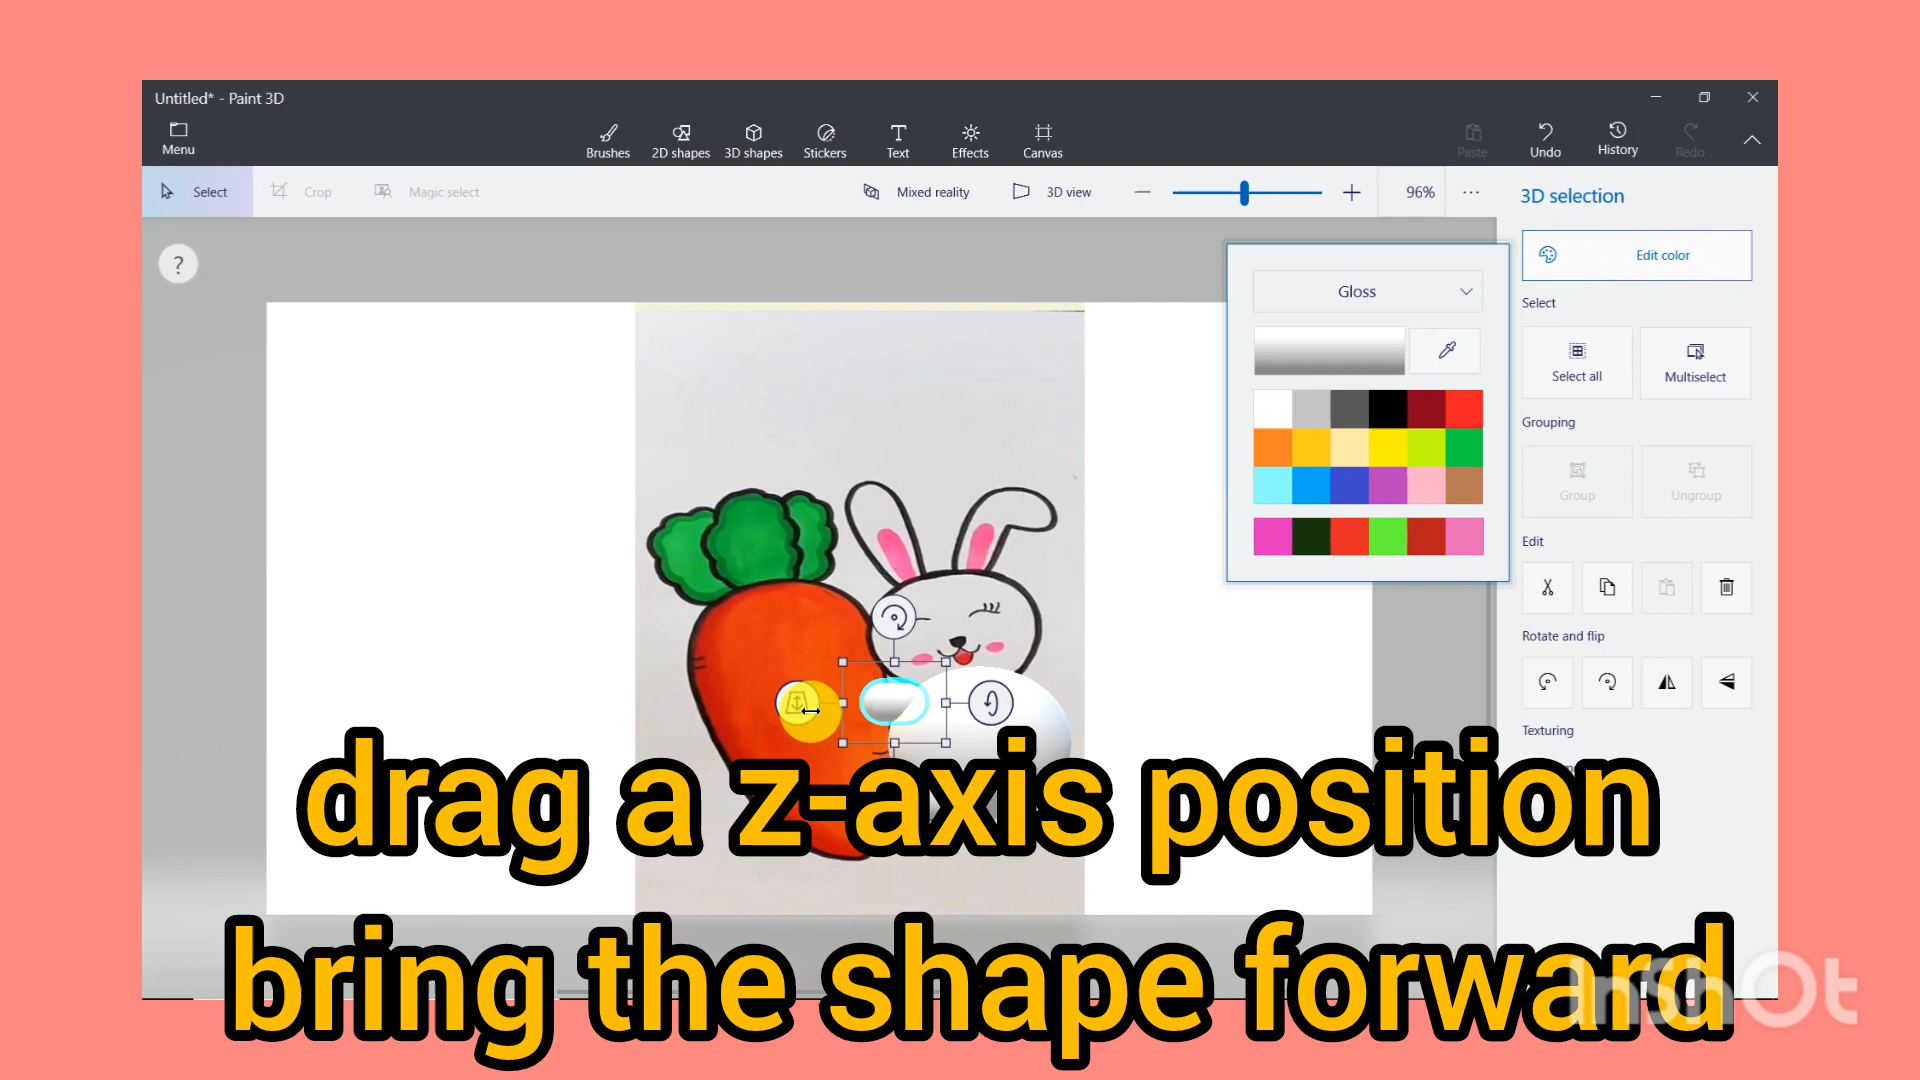 Untitled* - Paint 3D
Menu
Brushes
2D shapes
3D shapes
Stickers
Text
Effects
Canvas
Paste
Undo
History
Redo
Select
Crop
Magic select
Mixed reality
3D view
96%
3D selection
?
Gloss
Edit color
Select
Select all
Multiselect
Grouping
Group
Ungroup
Edit
Rotate and flip
Texturing
drag a z-axis position
bring the shape forward
InShOt